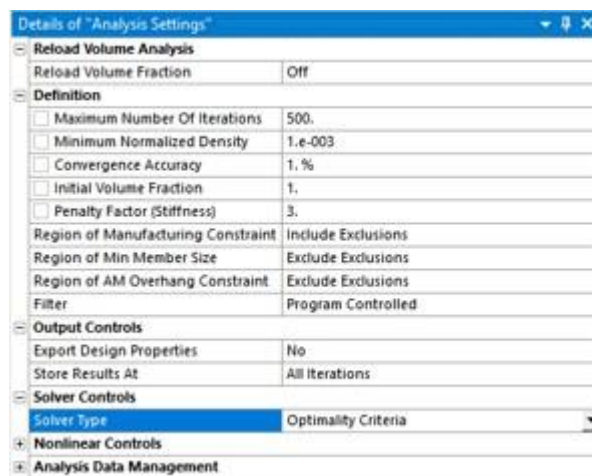 Details of "Analysis Settings"
Reload Volume Analysis
Reload Volume Fraction Off
Definition
Maximum Number Of Iterations 500.
Minimum Normalized Density 1.e-003
Convergence Accuracy 1. %
Initial Volume Fraction 1.
Penalty Factor (Stiffness) 3.
Region of Manufacturing Constraint Include Exclusions
Region of Min Member Size Exclude Exclusions
Region of AM Overhang Constraint Exclude Exclusions
Filter Program Controlled
Output Controls
Export Design Properties No
Store Results At All Iterations
Solver Controls
Solver Type Optimality Criteria
Nonlinear Controls
Analysis Data Management